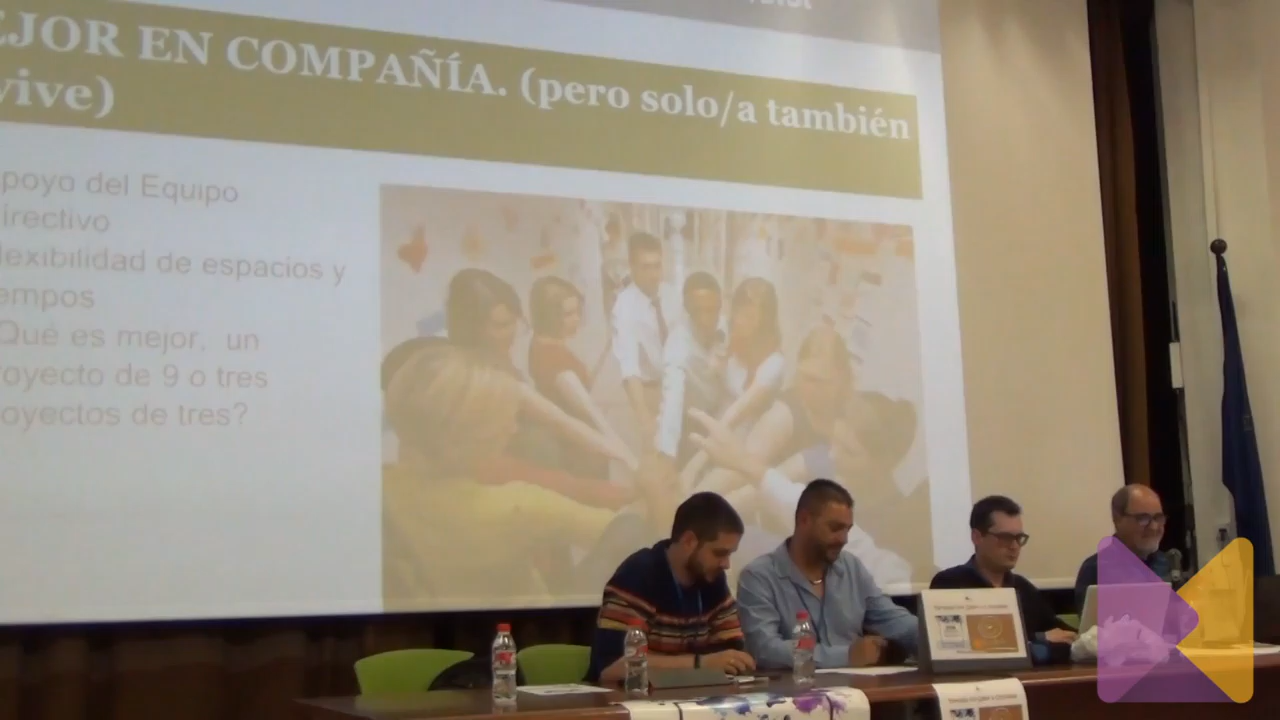 EJOR EN COMPAÑÍA. (pero solo/a también
vive)
poyo del Equipo
irectivo
lexibilidad de espacios y
empos
Qué es mejor, un
royecto de 9 o tres
oyectos de tres?